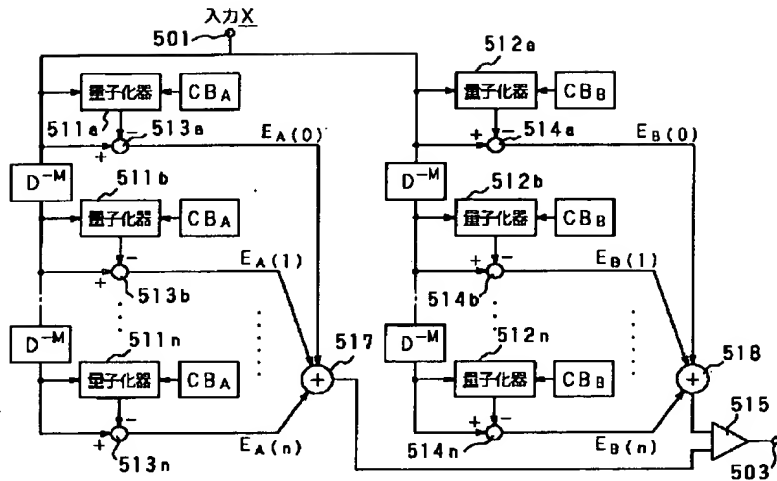 入力X
501
512a
量子化器
CBA
量子化器
CBB
511a
−
513a
EA(0)
+
−
514a
EB(0)
+
D-M
511b
D-M
512b
量子化器
CBA
量子化器
CBB
−
EA(1)
+
513b
−
EB(1)
+
514b
D-M
511n
517
D-M
512n
518
量子化器
CBA
+
量子化器
CBB
+
515
−
+
513n
EA(n)
−
+
514n
EB(n)
503